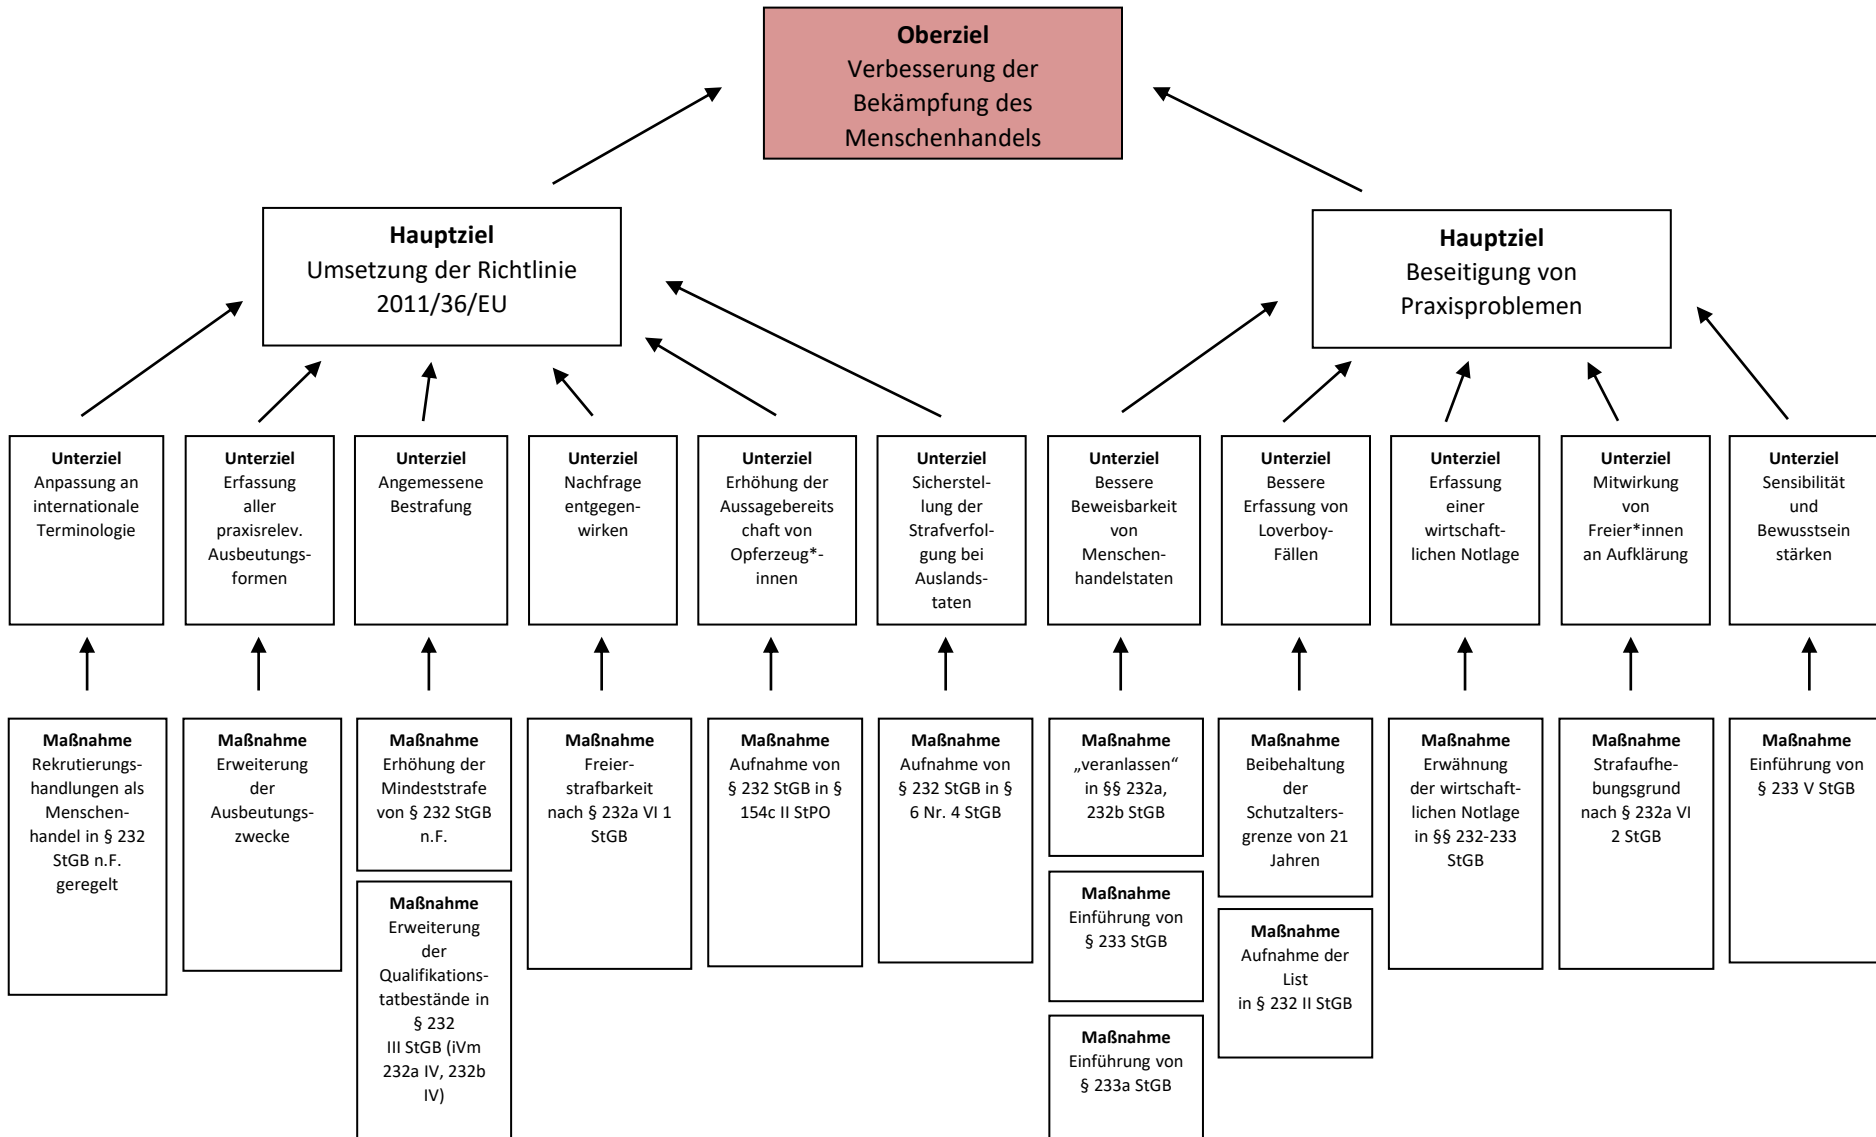 Oberziel
Verbesserung der
Bekämpfung des
Menschenhandels
Hauptziel
Umsetzung der Richtlinie
2011/36/EU
Hauptziel
Beseitigung von
Praxisproblemen
Unterziel
Anpassung an
internationale
Terminologie
Unterziel
Erfassung
aller
praxisrelev.
Ausbeutungs-
formen
Unterziel
Angemessene
Bestrafung
Unterziel
Nachfrage
entgegen-
wirken
Unterziel
Erhöhung der
Aussagebereits
chaft von
Opferzeug*-
innen
Unterziel
Sicherstel-
lung der
Strafverfol-
gung bei
Auslands-
taten
Unterziel
Bessere
Beweisbarkeit
von
Menschen-
handelstaten
Unterziel
Bessere
Erfassung von
Loverboy-
Fällen
Unterziel
Erfassung
einer
wirtschaft-
lichen Notlage
Unterziel
Mitwirkung
von
Freier*innen
an Aufklärung
Unterziel
Sensibilität
und
Bewusstsein
stärken
Maßnahme
Rekrutierungs-
handlungen als
Menschen-
handel in § 232
StGB n.F.
geregelt
Maßnahme
Erweiterung
der
Ausbeutungs-
zwecke
Maßnahme
Erhöhung der
Mindeststrafe
von § 232 StGB
n.F.
Maßnahme
Erweiterung
der
Qualifikations-
tatbestände in
§ 232
III StGB (iVm
232a IV, 232b
IV)
Maßnahme
Freier-
strafbarkeit
nach § 232a VI 1
StGB
Maßnahme
Aufnahme von
§ 232 StGB in §
154c II StPO
Maßnahme
Aufnahme von
§ 232 StGB in §
6 Nr. 4 StGB
Maßnahme
„veranlassen“
in §§ 232a,
232b StGB
Maßnahme
Einführung von
§ 233 StGB
Maßnahme
Einführung von
§ 233a StGB
Maßnahme
Beibehaltung
der
Schutzalters-
grenze von 21
Jahren
Maßnahme
Aufnahme der
List
in § 232 II StGB
Maßnahme
Erwähnung
der wirtschaft-
lichen Notlage
in §§ 232-233
StGB
Maßnahme
Strafaufhe-
bungsgrund
nach § 232a VI
2 StGB
Maßnahme
Einführung von
§ 233 V StGB